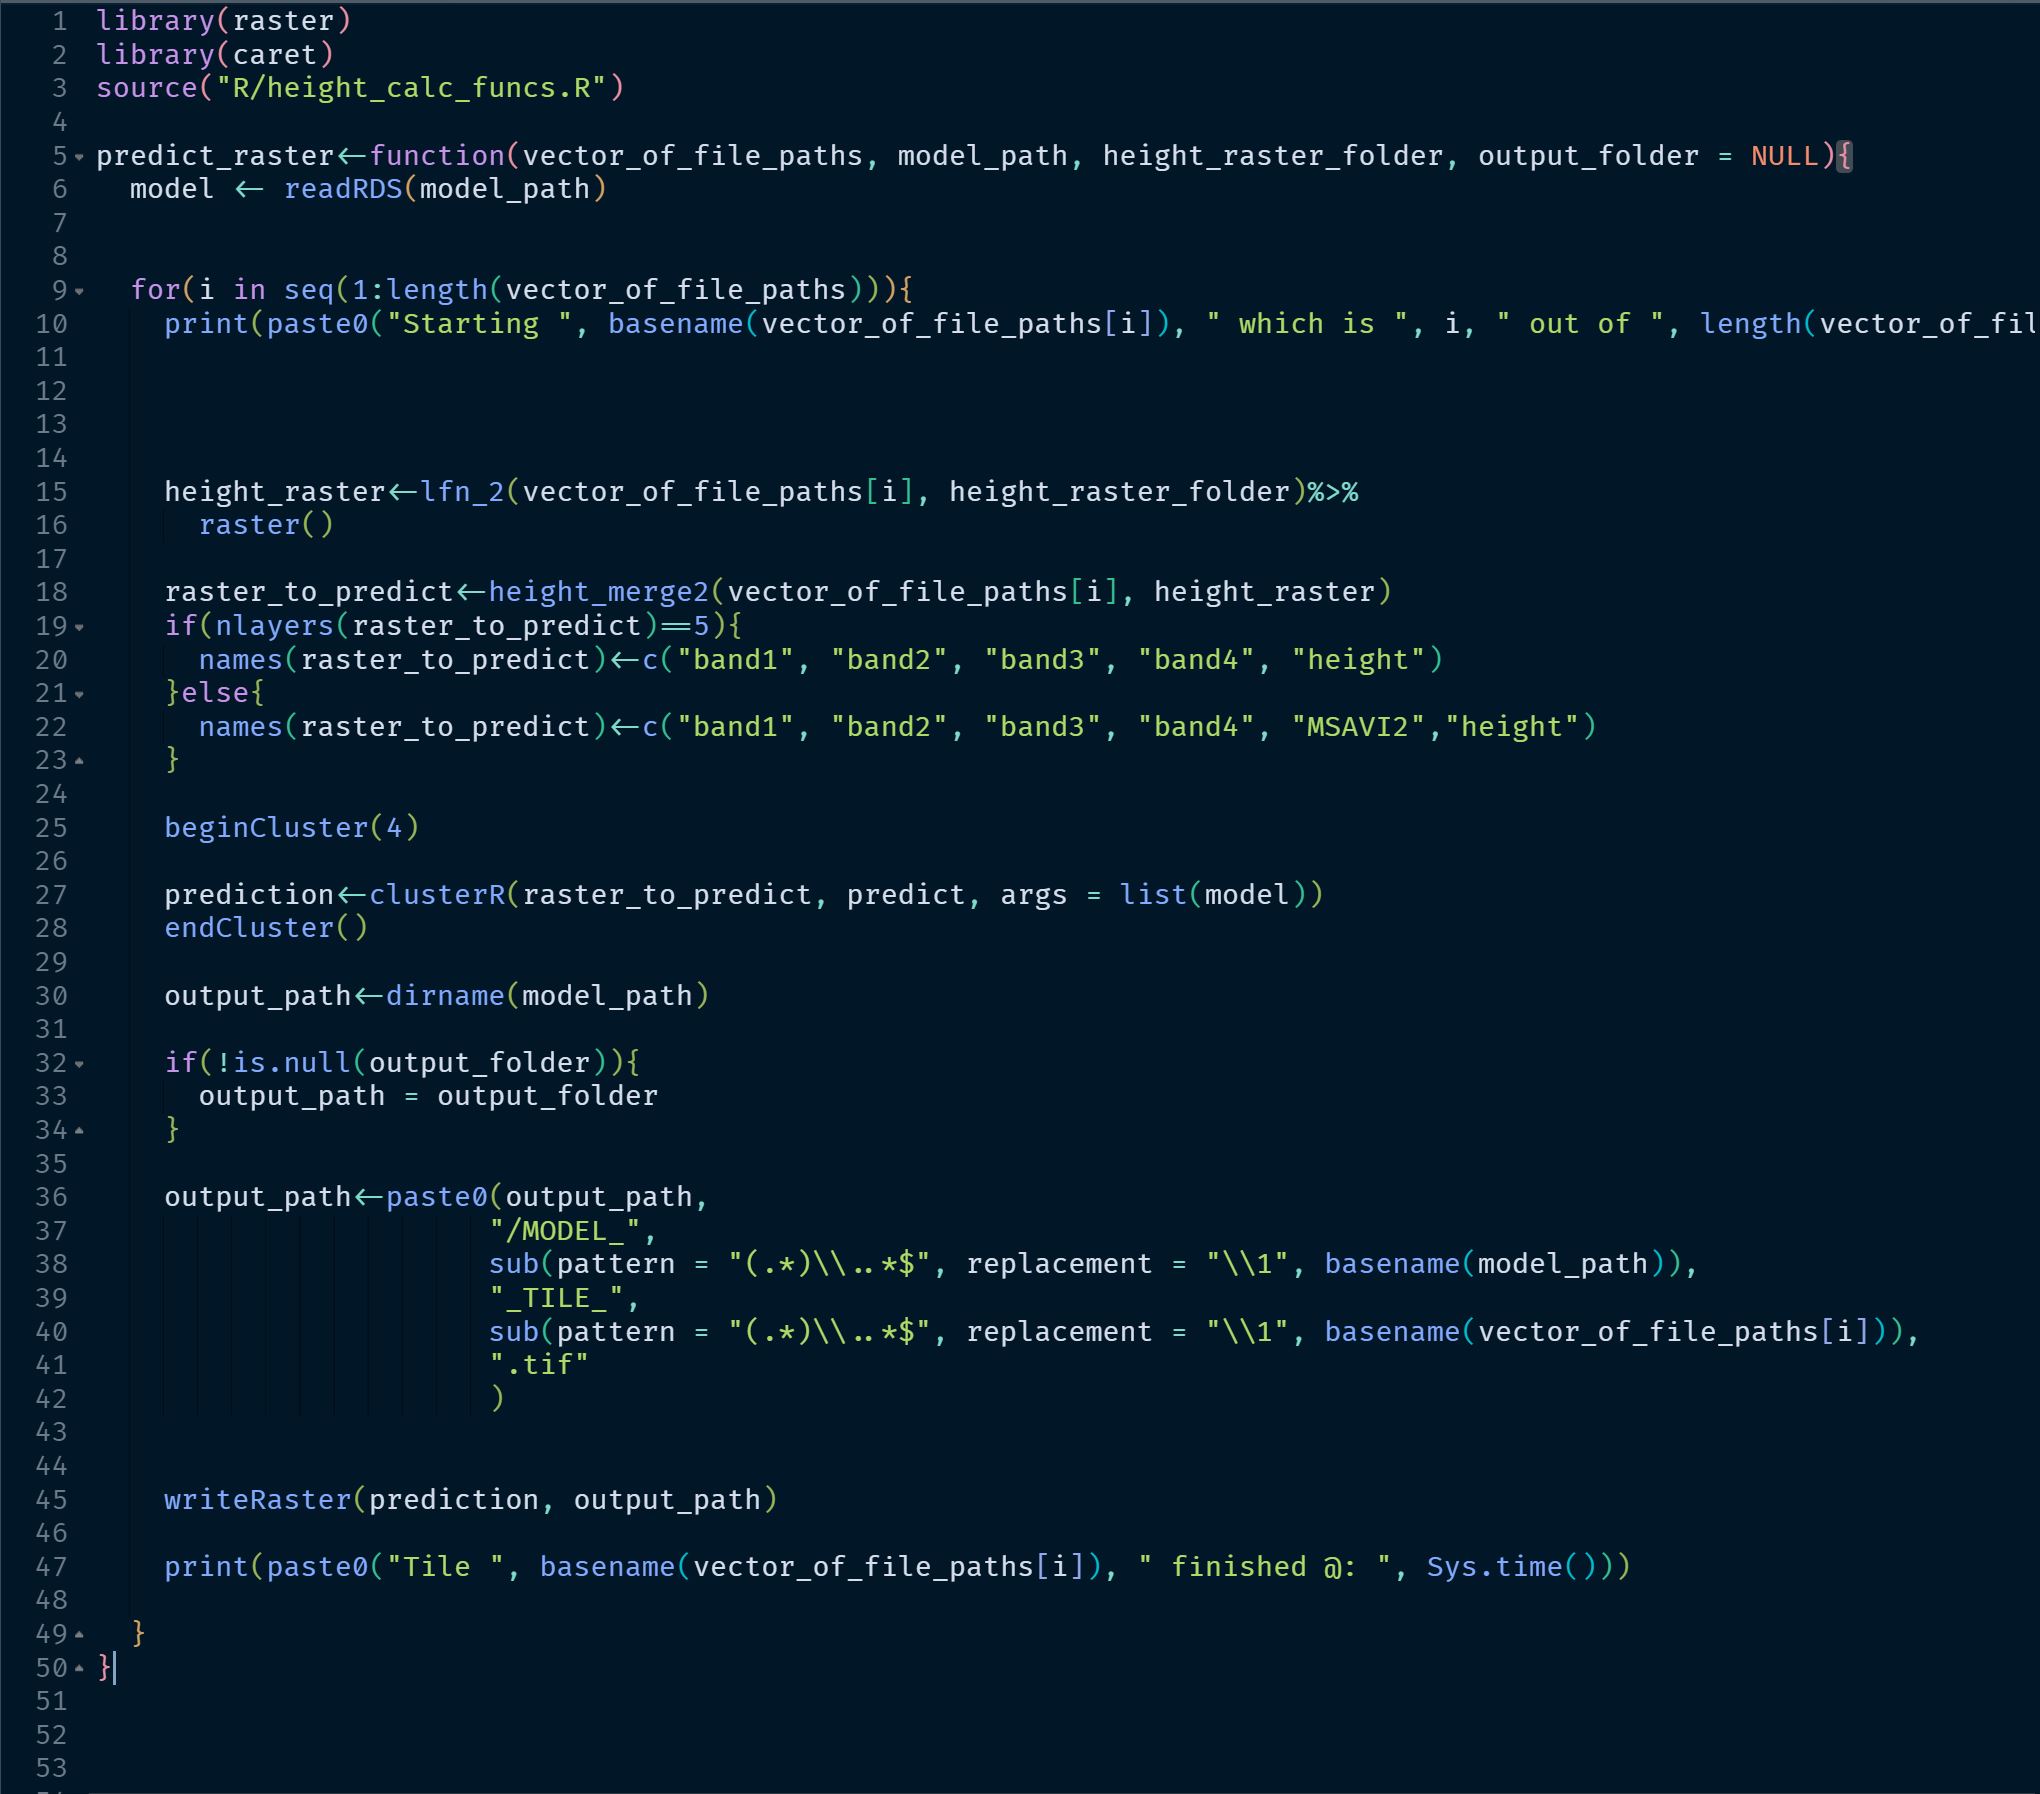 1 library(raster)
2 library(caret)
3 source("R/height_calc_funcs.R")
4
5 predict_raster<-function(vector_of_file_paths, model_path, height_raster_folder, output_folder = NULL){
6   model <- readRDS(model_path)
7
8
9   for(i in seq(1:length(vector_of_file_paths))){
10     print(paste0("Starting ", basename(vector_of_file_paths[i]), " which is ", i, " out of ", length(vector_of_fil
11
12
13
14
15     height_raster<-lfn_2(vector_of_file_paths[i], height_raster_folder)%>%
16       raster()
17
18     raster_to_predict<-height_merge2(vector_of_file_paths[i], height_raster)
19     if(nlayers(raster_to_predict)==5){
20       names(raster_to_predict)<-c("band1", "band2", "band3", "band4", "height")
21     }else{
22       names(raster_to_predict)<-c("band1", "band2", "band3", "band4", "MSAVI2","height")
23     }
24
25     beginCluster(4)
26
27     prediction<-clusterR(raster_to_predict, predict, args = list(model))
28     endCluster()
29
30     output_path<-dirname(model_path)
31
32     if(!is.null(output_folder)){
33       output_path = output_folder
34     }
35
36     output_path<-paste0(output_path,
37                        "/MODEL_",
38                        sub(pattern = "(.*)\\..*$", replacement = "\\1", basename(model_path)),
39                        "_TILE_",
40                        sub(pattern = "(.*)\\..*$", replacement = "\\1", basename(vector_of_file_paths[i])),
41                        ".tif"
42                        )
43
44
45     writeRaster(prediction, output_path)
46
47     print(paste0("Tile ", basename(vector_of_file_paths[i]), " finished @: ", Sys.time()))
48
49   }
50 }
51
52
53